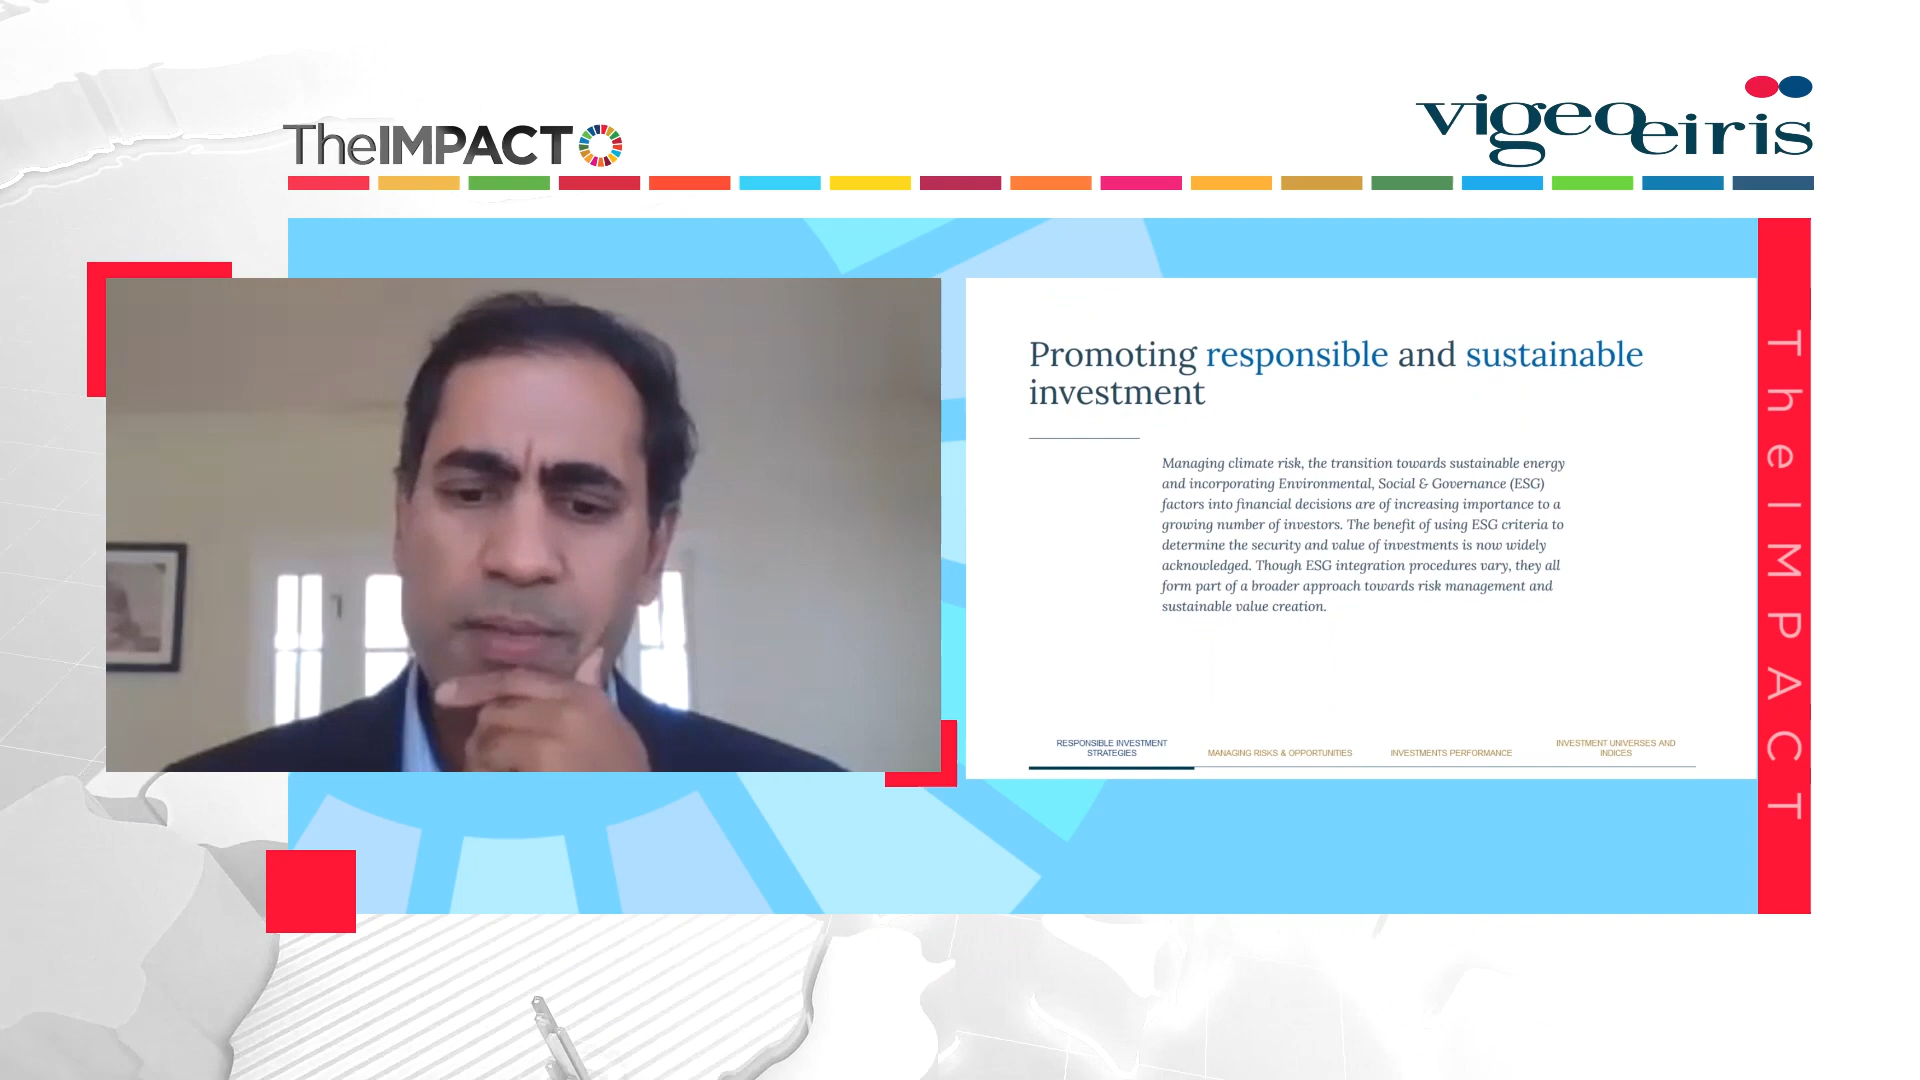 TheIMPACT
vigeoeiris
Promoting responsible and sustainable
investment
Managing climate risk, the transition towards sustainable energy
and incorporating Environmental, Social & Governance (ESG)
factors into financial decisions are of increasing importance to a
growing number of investors. The benefit of using ESG criteria to
determine the security and value of investments is now widely
acknowledged. Though ESG integration procedures vary, they all
form part of a broader approach towards risk management and
sustainable value creation.
RESPONSIBLE INVESTMENT
STRATEGIES
MANAGING RISKS & OPPORTUNITIES
INVESTMENTS PERFORMANCE
INVESTMENT UNIVERSES AND
INDICES
TheIMPACT